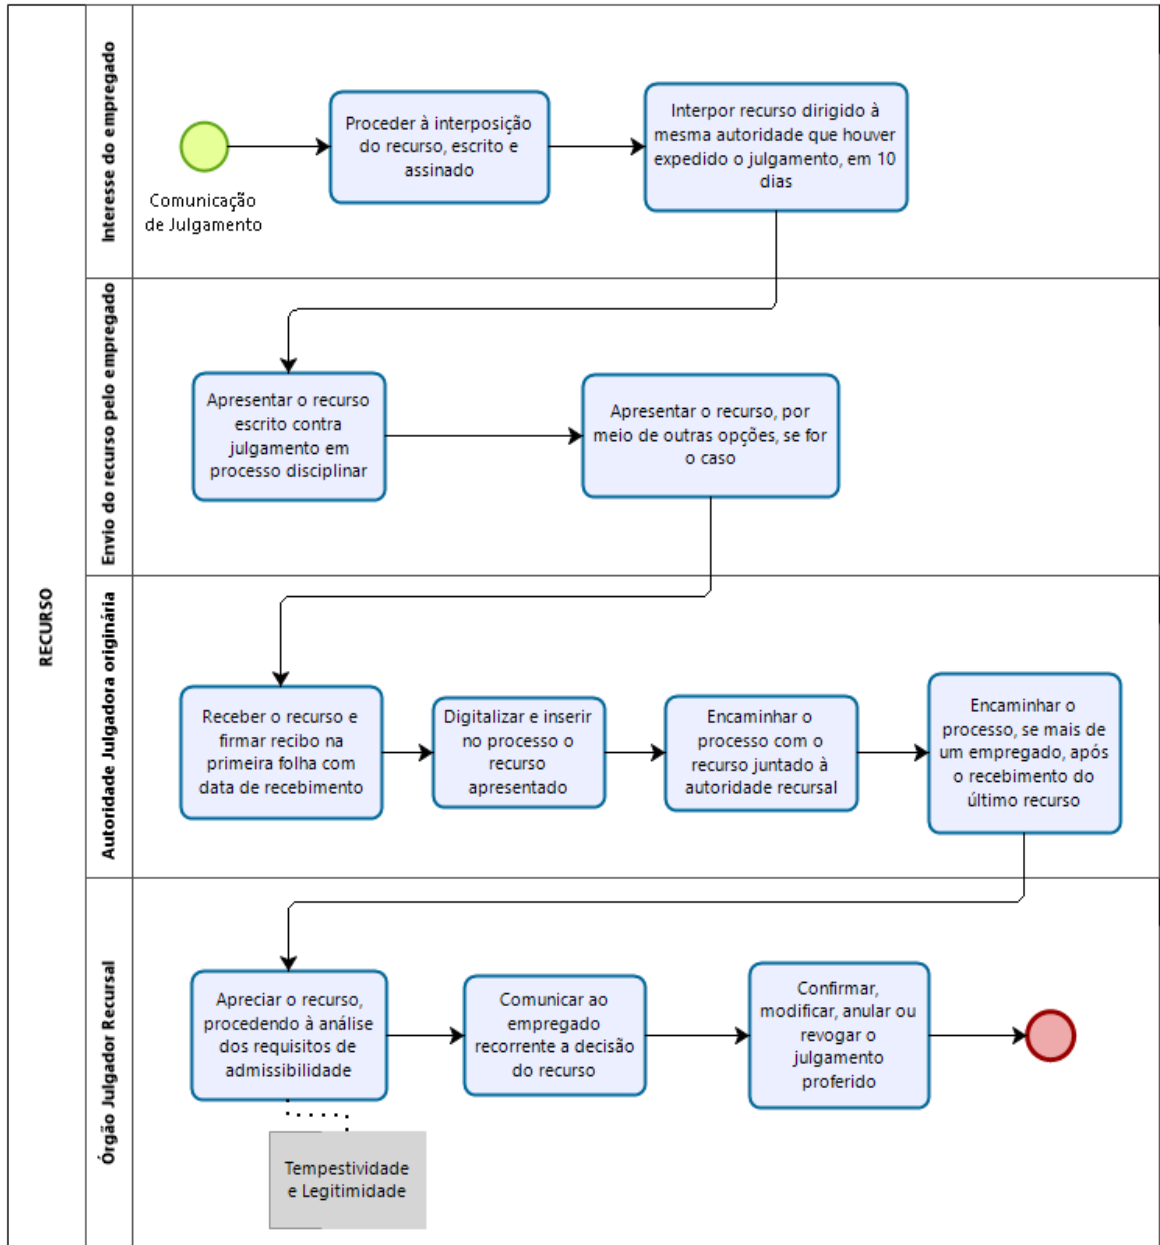 RECURSO
Interesse do empregado
Comunicação
de Julgamento
Proceder à interposição
do recurso, escrito e
assinado
Interpor recurso dirigido à
mesma autoridade que houver
expedido o julgamento, em 10
dias
Envio do recurso pelo empregado
Apresentar o recurso
escrito contra
julgamento em
processo disciplinar
Apresentar o recurso, por
meio de outras opções, se for
o caso
Autoridade Julgadora originária
Receber o recurso e
firmar recibo na
primeira folha com
data de recebimento
Digitalizar e inserir
no processo o
recurso
apresentado
Encaminhar o
processo com o
recurso juntado à
autoridade recursal
Encaminhar o
processo, se mais de
um empregado, após
o recebimento do
último recurso
Órgão Julgador Recursal
Apreciar o recurso,
procedendo à análise
dos requisitos de
admissibilidade
Comunicar ao
empregado
recorrente a decisão
do recurso
Confirmar,
modificar, anular ou
revogar o
julgamento
proferido
Tempestividade
e Legitimidade